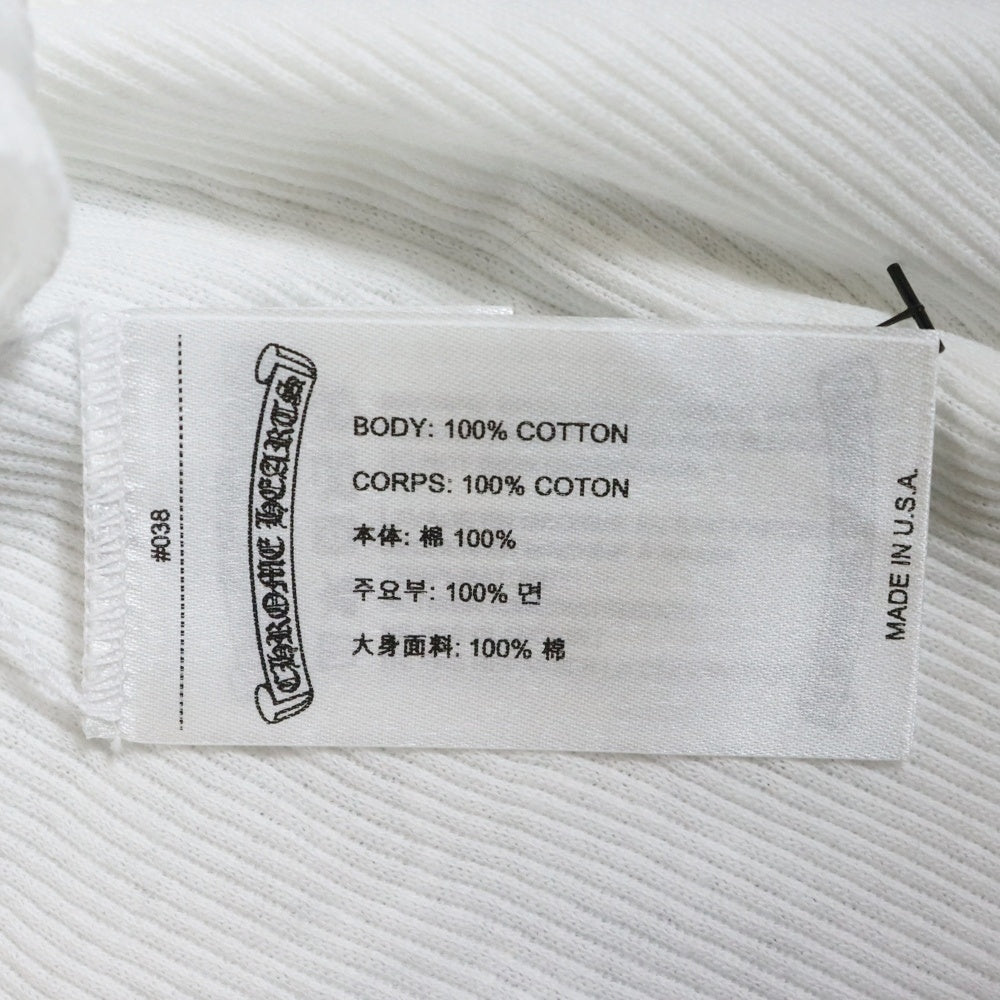 #038
CHROME HEARTS
BODY: 100% COTTON
CORPS: 100% COTON
本体: 棉 100%
주요부: 100% 면
大身面料: 100% 棉
MADE IN U.S.A.